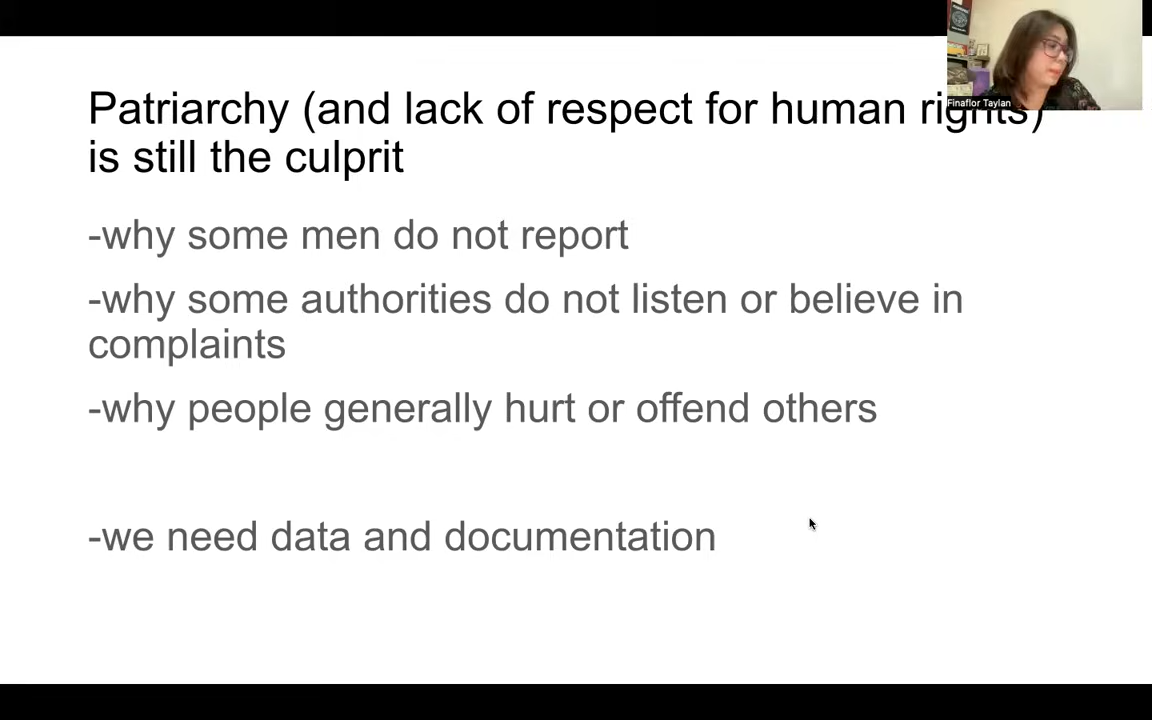 Patriarchy (and lack of respect for human rights)
is still the culprit
-why some men do not report
-why some authorities do not listen or believe in
complaints
-why people generally hurt or offend others
-we need data and documentation
Finaflor Taylan